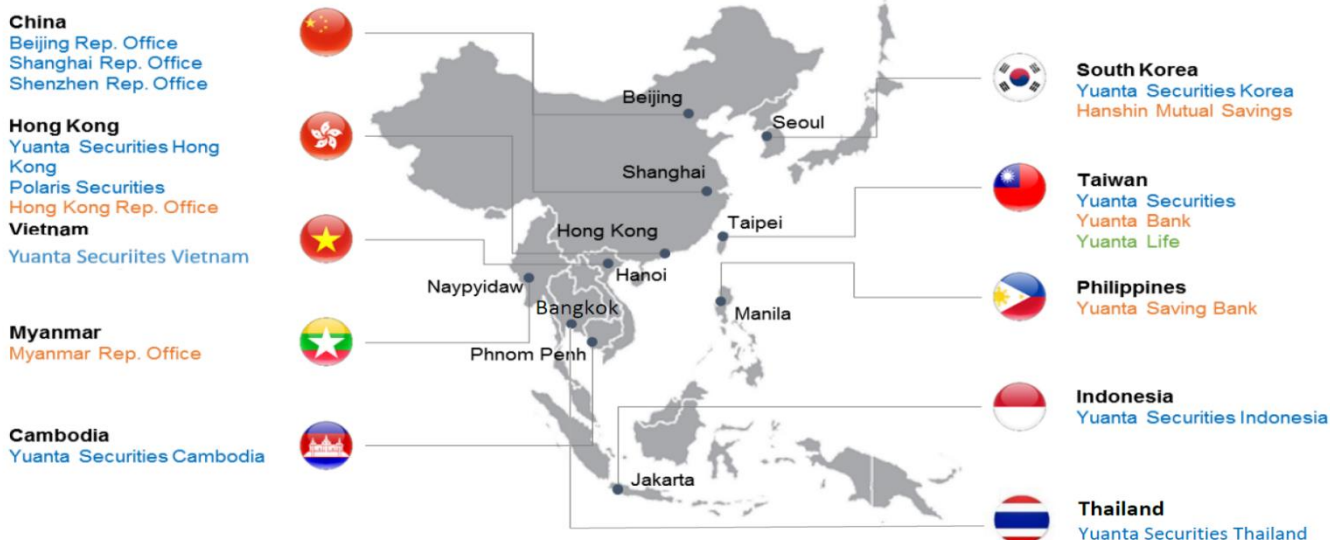 China
Beijing Rep. Office
Shanghai Rep. Office
Shenzhen Rep. Office
Hong Kong
Yuanta Securities Hong
Kong
Polaris Securities
Hong Kong Rep. Office
Vietnam
Yuanta Securiites Vietnam
Myanmar
Myanmar Rep. Office
Cambodia
Yuanta Securities Cambodia
Beijing
Seoul
Shanghai
Taipei
Hong Kong
Hanoi
Naypyidaw
Bangkok
Manila
Phnom Penh
Jakarta
South Korea
Yuanta Securities Korea
Hanshin Mutual Savings
Taiwan
Yuanta Securities
Yuanta Bank
Yuanta Life
Philippines
Yuanta Saving Bank
Indonesia
Yuanta Securities Indonesia
Thailand
Yuanta Securities Thailand